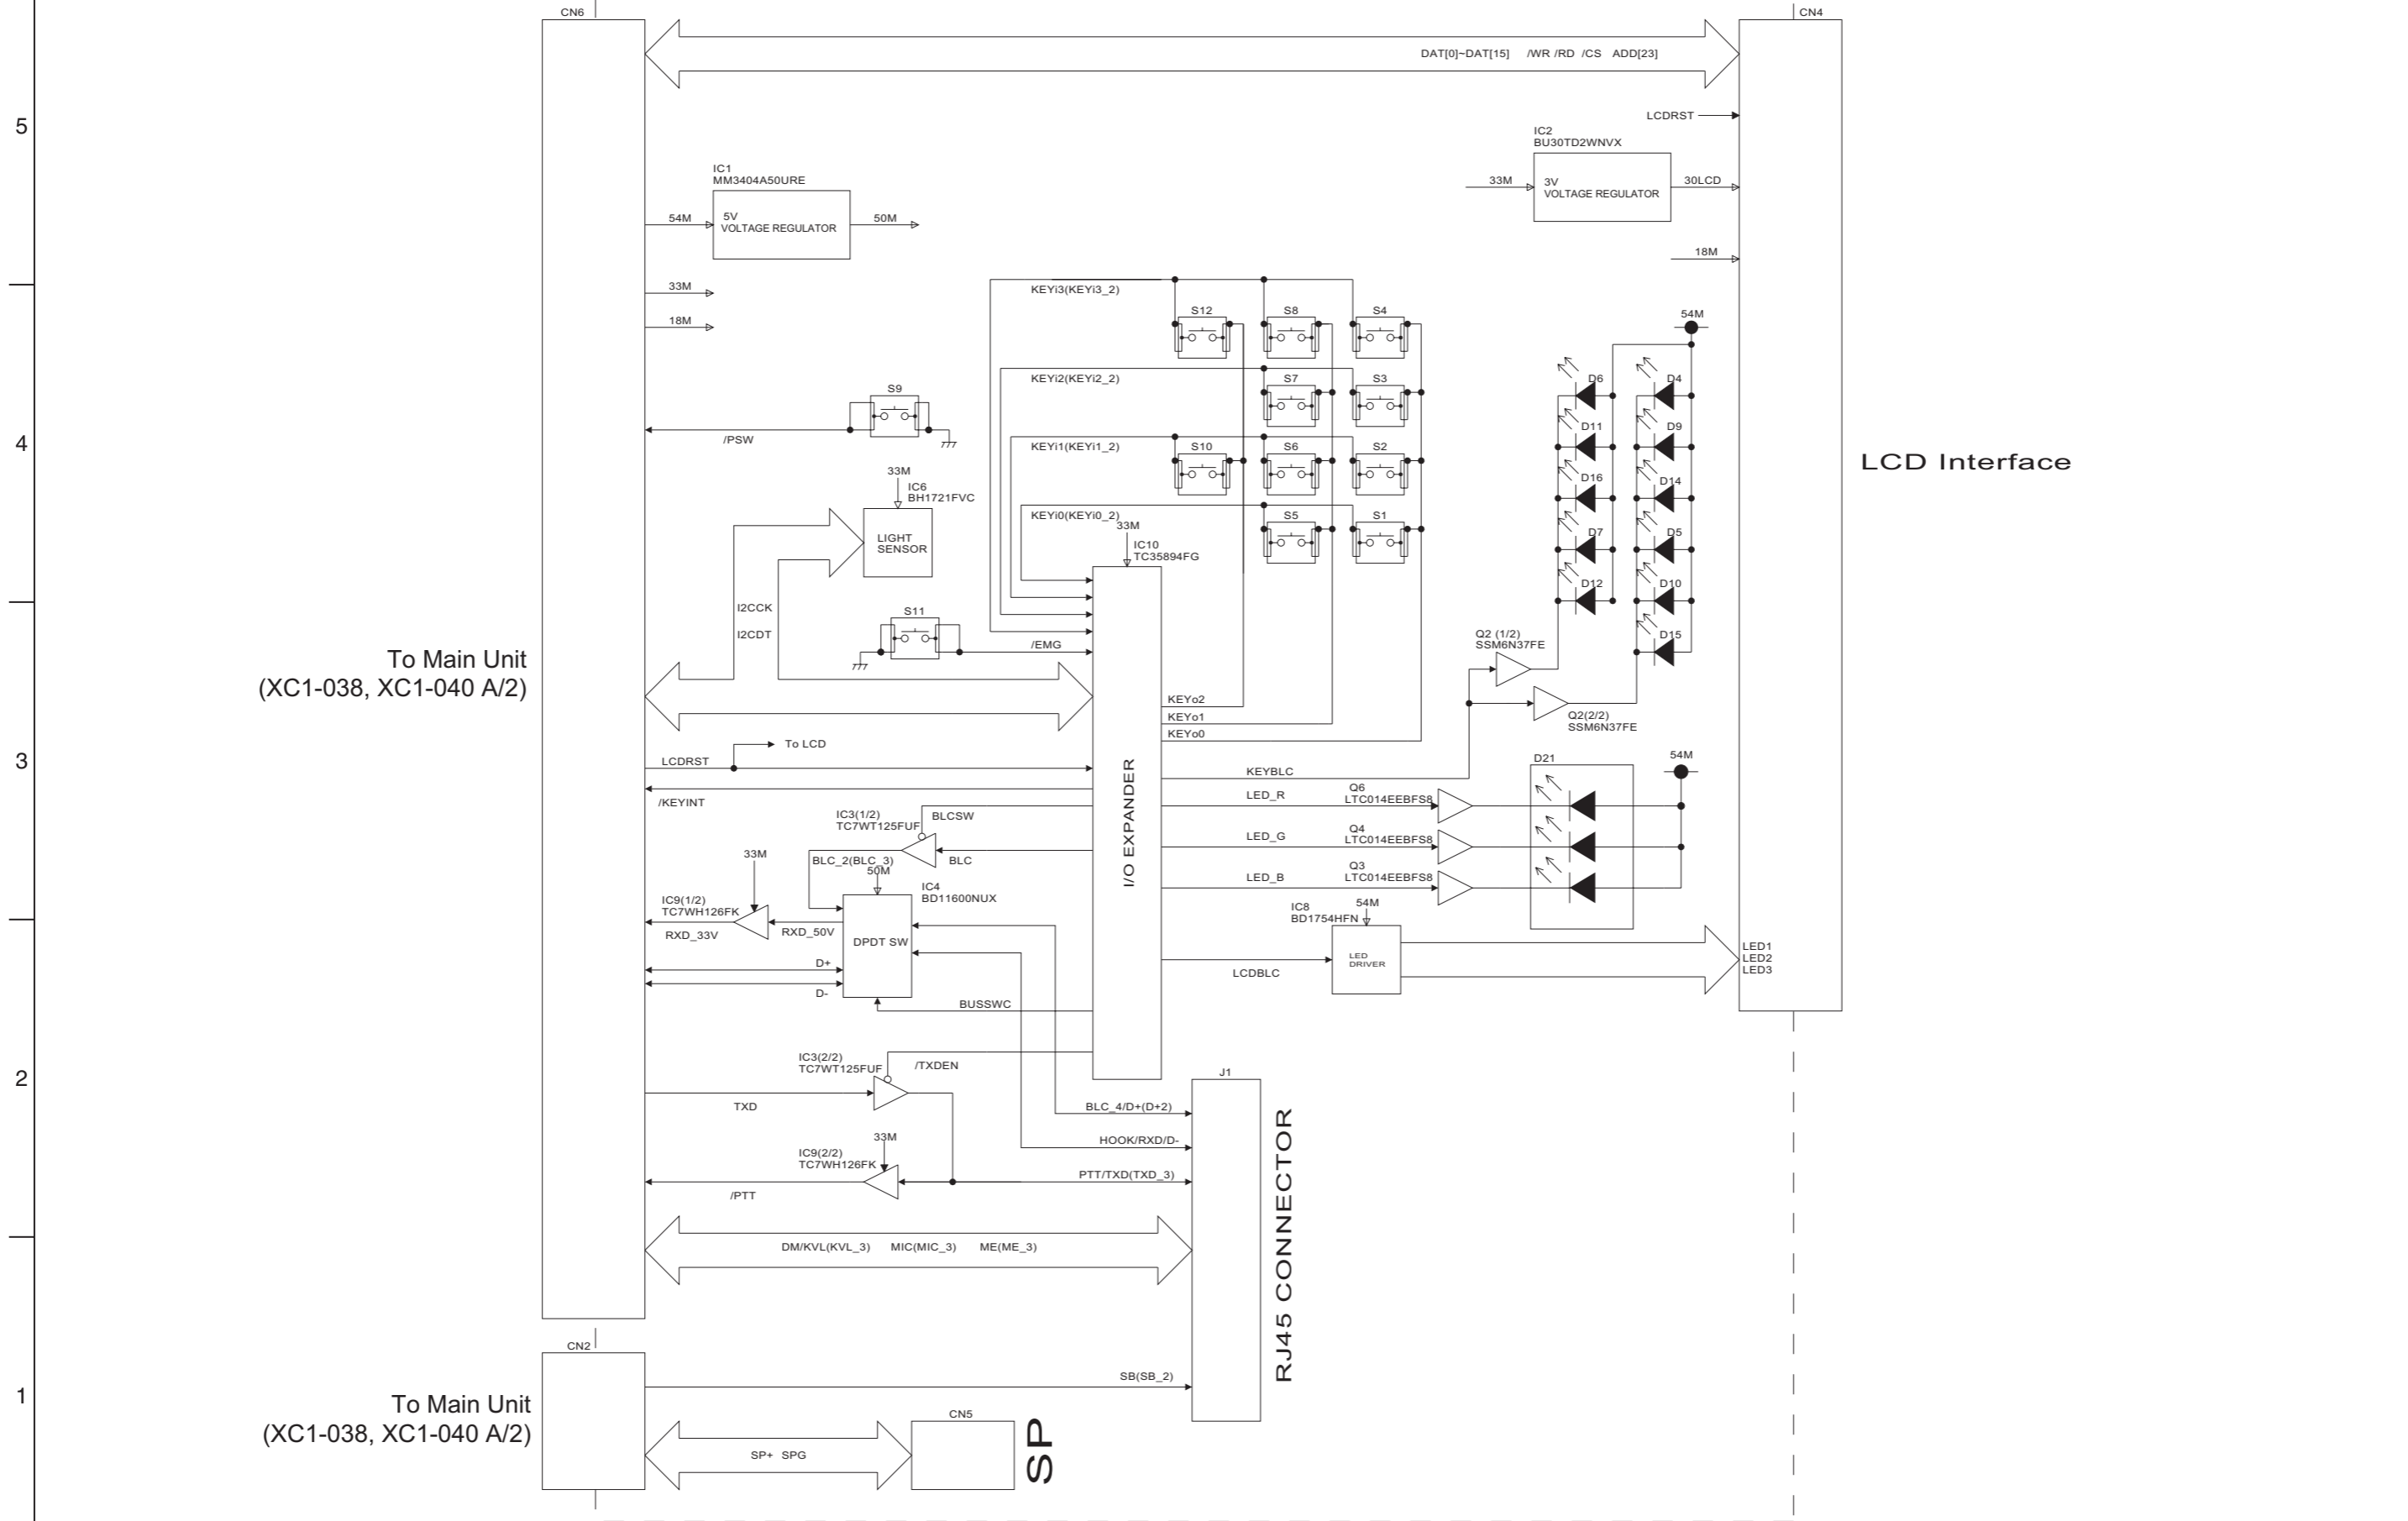 CN6
CN4
DAT[0]~DAT[15] /WR /RD /CS ADD[23]
5
LCDRST
IC2
BU30TD2WNVX
33M
3V
VOLTAGE REGULATOR
30LCD
IC1
MM3404A50URE
54M
5V
VOLTAGE REGULATOR
50M
18M
33M
18M
KEYi3(KEYi3_2)
S12
S8
S4
54M
KEYi2(KEYi2_2)
S7
S3
D6
D4
S9
/PSW
4
KEYi1(KEYi1_2)
S10
S6
S2
D11
D9
LCD Interface
33M
IC6
BH1721FVC
LIGHT
SENSOR
D16
D14
KEYi0(KEYi0_2)
S5
S1
33M
IC10
TC35894FG
D7
D5
D12
D10
I2CCK
I2CDT
S11
/EMG
D15
Q2 (1/2)
SSM6N37FE
To Main Unit
(XC1-038, XC1-040 A/2)
KEYo2
KEYo1
KEYo0
Q2(2/2)
SSM6N37FE
To LCD
3
LCDRST
/KEYINT
I/O EXPANDER
KEYBLC
D21
54M
LED_R
Q6
LTC014EEBFS8
LED_G
Q4
LTC014EEBFS8
LED_B
Q3
LTC014EEBFS8
IC3(1/2)
TC7WT125FUF
BLCSW
BLC
BLC_2(BLC_3)
50M
33M
IC4
BD11600NUX
IC9(1/2)
TC7WH126FK
RXD_33V
RXD_50V
DPDT SW
D+
D-
BUSSWC
IC8
BD1754HFN
54M
LED
DRIVER
LCDBLC
LED1
LED2
LED3
2
IC3(2/2)
TC7WT125FUF
/TXDEN
TXD
J1
BLC_4/D+(D+2)
HOOK/RXD/D-
PTT/TXD(TXD_3)
33M
IC9(2/2)
TC7WH126FK
/PTT
RJ45 CONNECTOR
DM/KVL(KVL_3) MIC(MIC_3) ME(ME_3)
CN2
1
To Main Unit
(XC1-038, XC1-040 A/2)
SB(SB_2)
CN5
SP+ SPG
SP